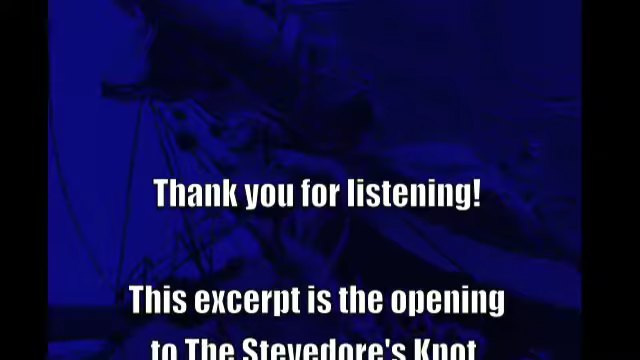 Thank you for listening!
This excerpt is the opening
to The Stevedore's Knot